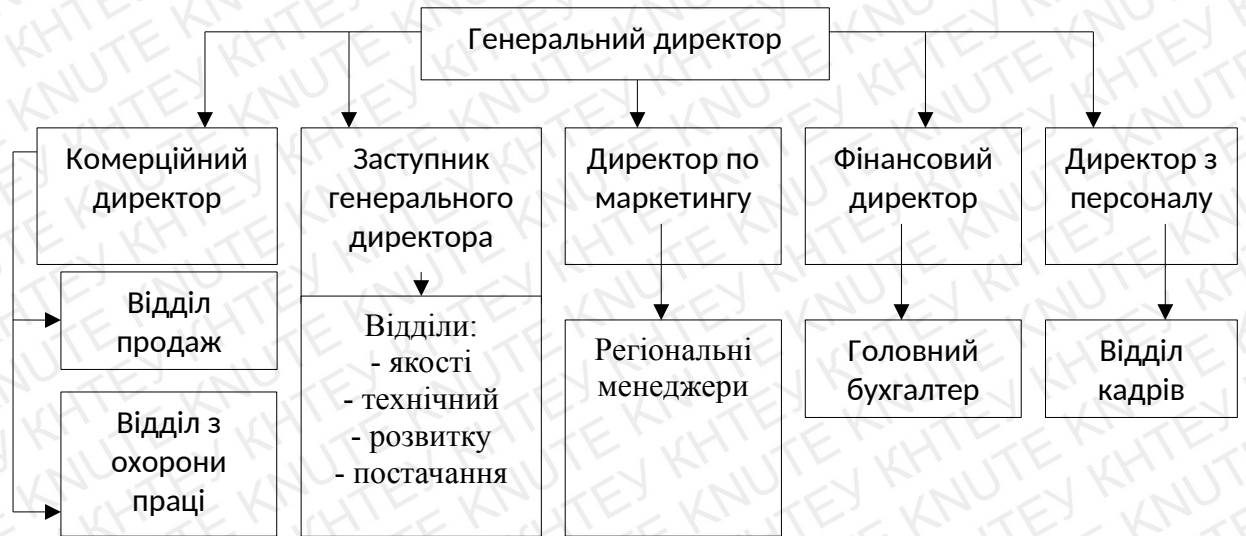 Генеральний директор
Комерційний
директор
Заступник
генерального
директора
Директор по
маркетингу
Фінансовий
директор
Директор з
персоналу
Відділ
продаж
Відділ з
охорони
праці
Відділи:
- якості
- технічний
- розвитку
- постачання
Регіональні
менеджери
Головний
бухгалтер
Відділ
кадрів